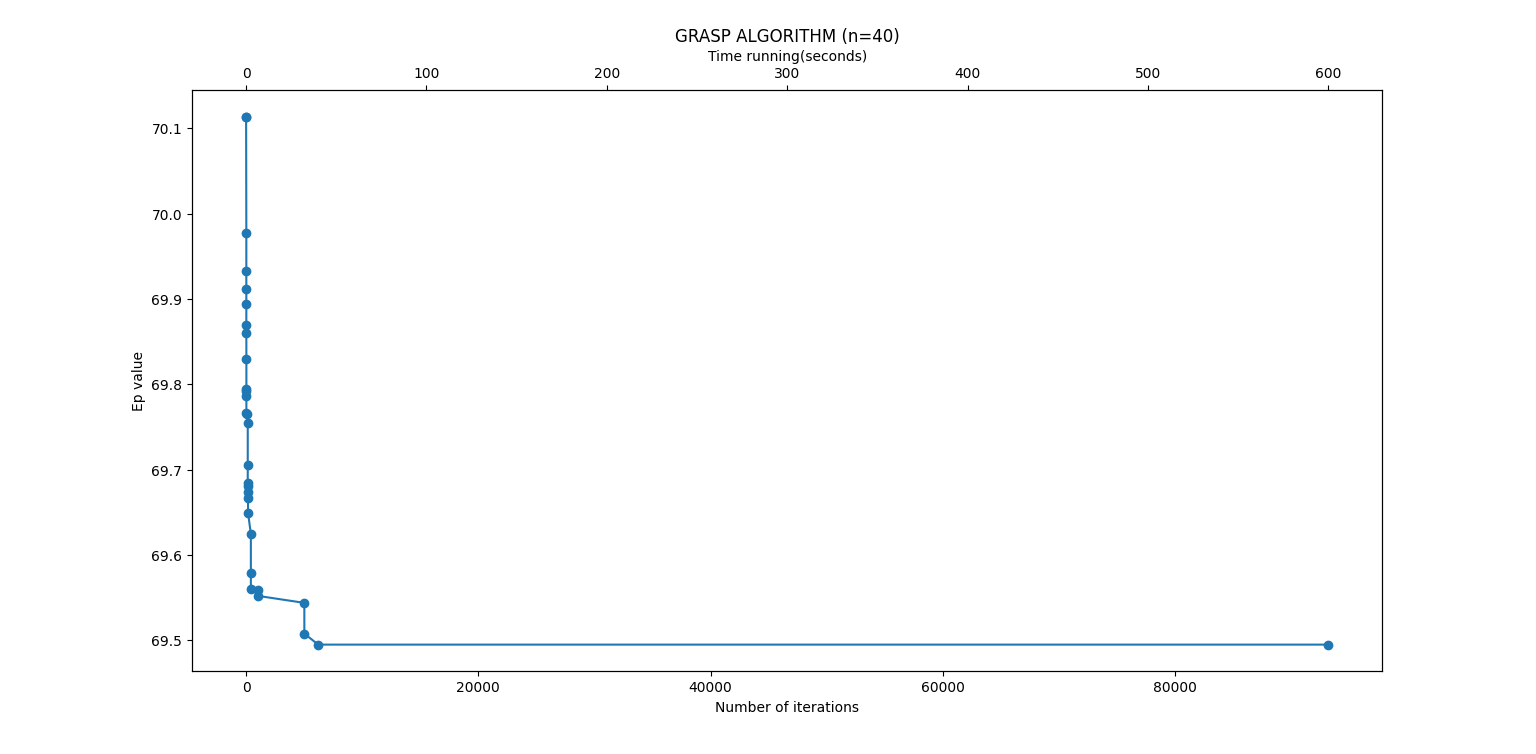 GRASP ALGORITHM (n=40)
Time running(seconds)
0 100 200 300 400 500 600
70.1
70.0
69.9
69.8
69.7
69.6
69.5
Ep value
0 20000 40000 60000 80000
Number of iterations